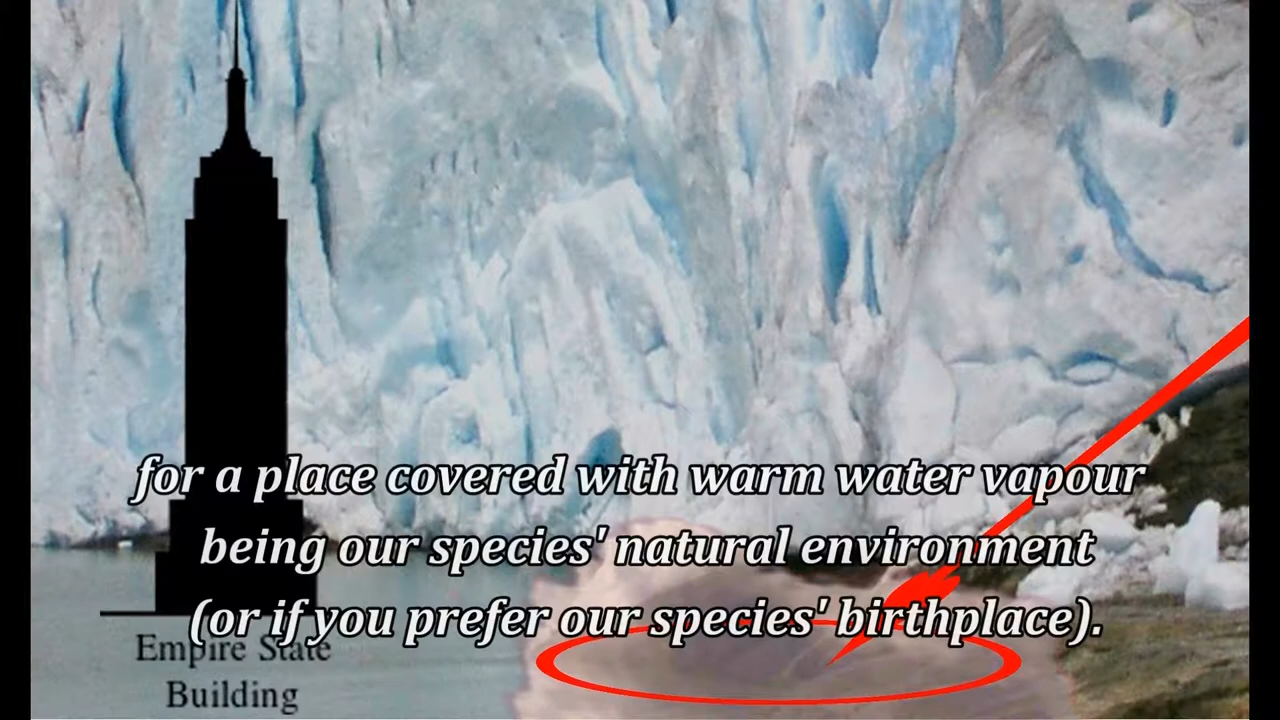 for a place covered with warm water vapour
being our species' natural environment
(or if you prefer our species' birthplace).
Empire State
Building